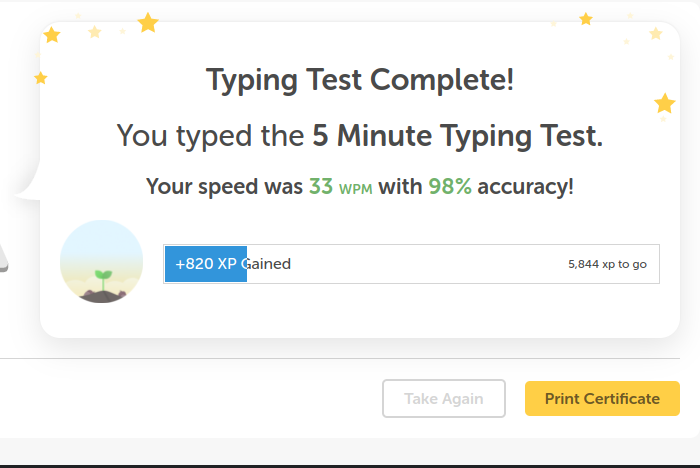 Typing Test Complete!
You typed the 5 Minute Typing Test.
Your speed was 33 WPM with 98% accuracy!
+820 XP Gained
5,844 xp to go
Take Again
Print Certificate